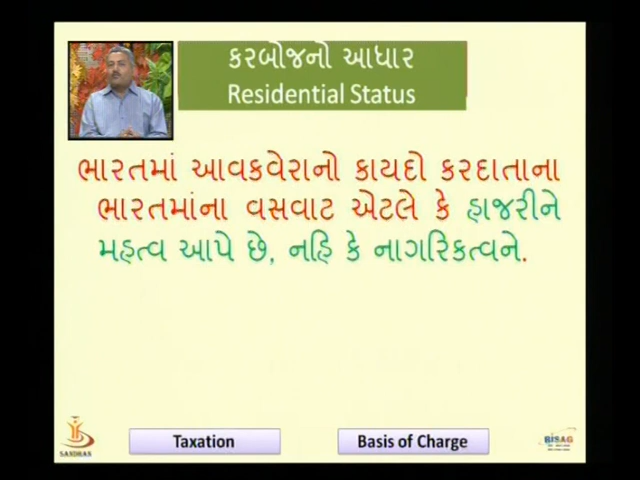 કરબોજનો આધાર
Residential Status
ભારતમાં આવકવેરાનો કાયદો કરદાતાના
ભારતમાંના વસવાટ એટલે કે હાજરીને
મહત્વ આપે છે, નહિ કે નાગરિકત્વને.
SANDHAN
Taxation
Basis of Charge
BISAG